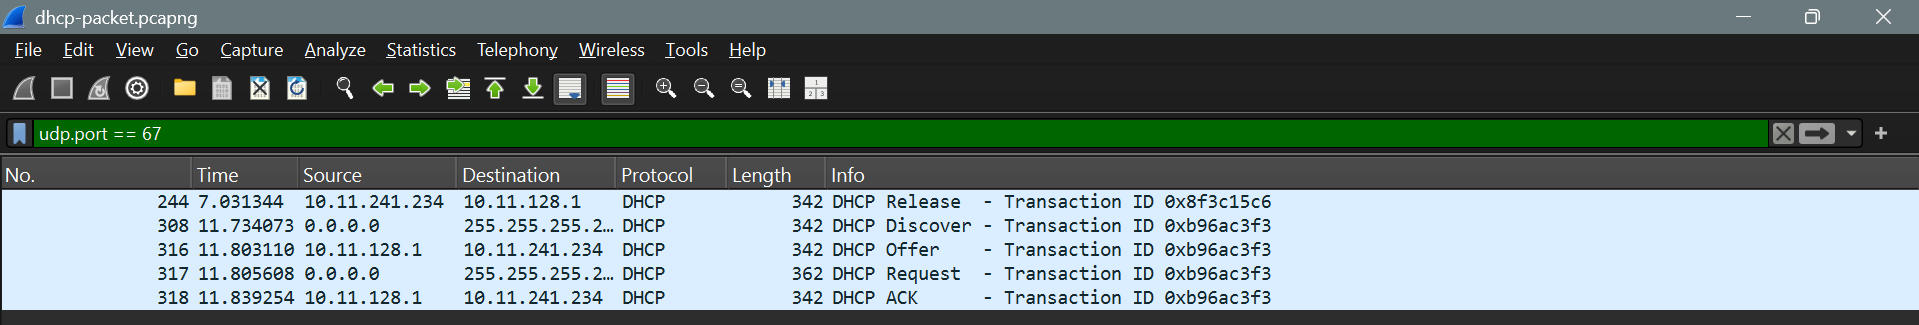 dhcp-packet.pcapng
File Edit View Go Capture Analyze Statistics Telephony Wireless Tools Help
udp.port == 67
No. Time Source Destination Protocol Length Info
244 7.031344 10.11.241.234 10.11.128.1 DHCP 342 DHCP Release - Transaction ID 0x8f3c15c6
308 11.734073 0.0.0.0 255.255.255.2… DHCP 342 DHCP Discover - Transaction ID 0xb96ac3f3
316 11.803110 10.11.128.1 10.11.241.234 DHCP 342 DHCP Offer - Transaction ID 0xb96ac3f3
317 11.805608 0.0.0.0 255.255.255.2… DHCP 362 DHCP Request - Transaction ID 0xb96ac3f3
318 11.839254 10.11.128.1 10.11.241.234 DHCP 342 DHCP ACK - Transaction ID 0xb96ac3f3